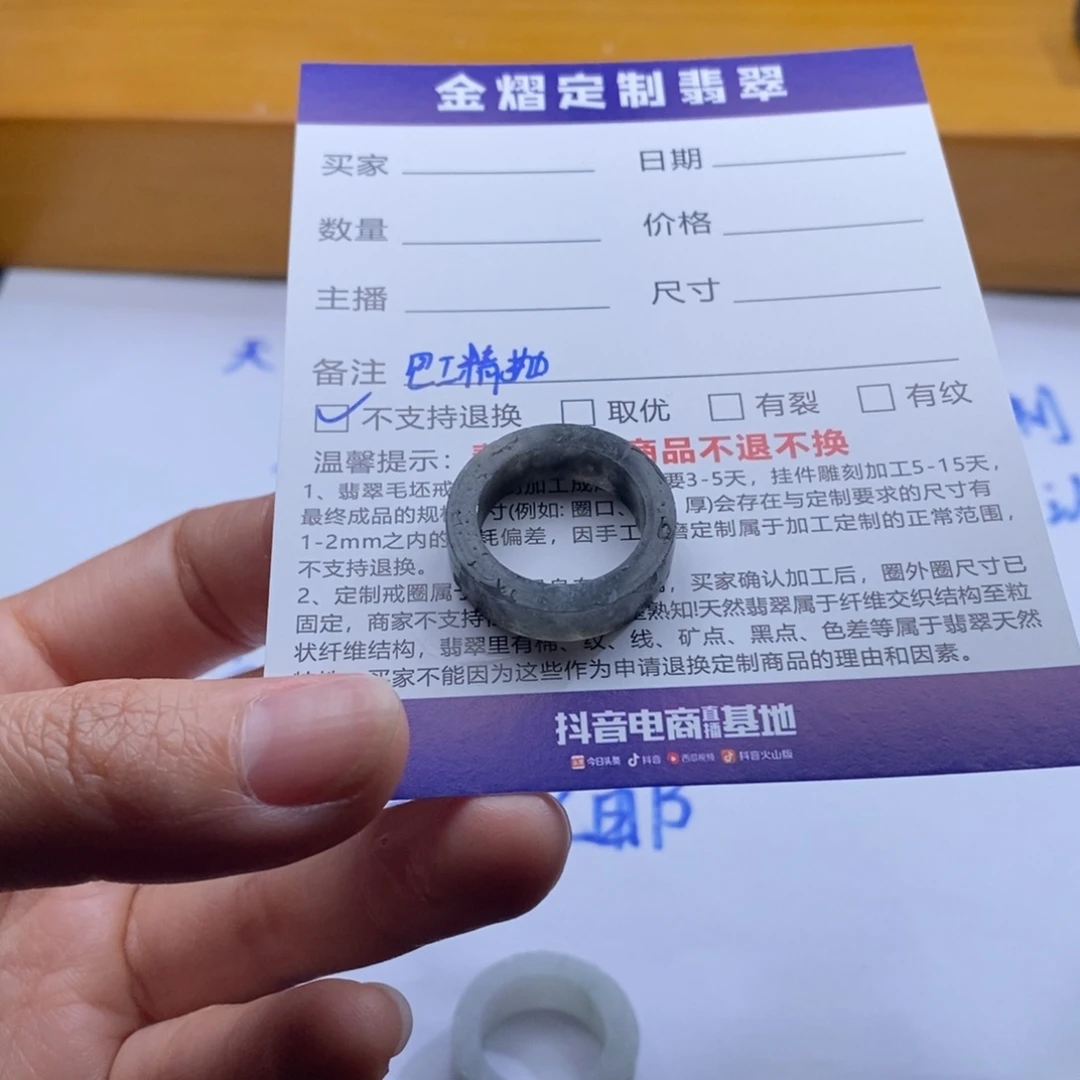 金熠定制翡翠
买家 日期
数量 价格
主播 尺寸
备注 巴工精抛
不支持退换 取优 有裂 有纹
温馨提示： 商品不退不换
1、翡翠毛坯戒 加工成 要3-5天，挂件雕刻加工5-15天，
最终成品的规格 寸(例如: 圈口、 厚)会存在与定制要求的尺寸有
1-2mm之内的 耗偏差，因手工 磨定制属于加工定制的正常范围，
不支持退换。
2、定制戒圈属于 买家确认加工后，圈外圈尺寸已
固定，商家不支持 熟知!天然翡翠属于纤维交织结构至粒
状纤维结构，翡翠里有棉、纹、线、矿点、黑点、色差等属于翡翠天然
买家不能因为这些作为申请退换定制商品的理由和因素。
抖音电商直播基地
今日头条 抖音 西瓜视频 抖音火山版